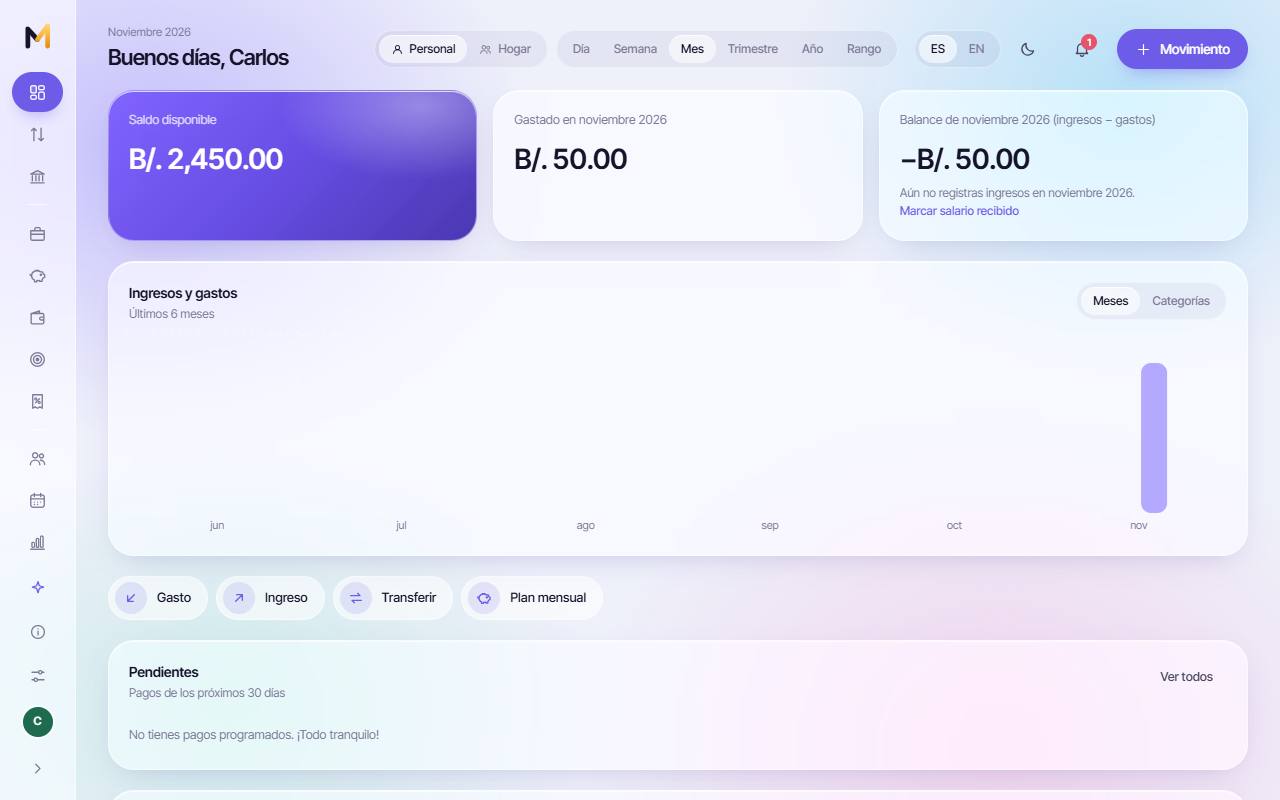 M
Noviembre 2026
Buenos días, Carlos
Personal
Hogar
Día
Semana
Mes
Trimestre
Año
Rango
ES
EN
1
Movimiento
Saldo disponible
B/. 2,450.00
Gastado en noviembre 2026
B/. 50.00
Balance de noviembre 2026 (ingresos – gastos)
–B/. 50.00
Aún no registras ingresos en noviembre 2026.
Marcar salario recibido
Ingresos y gastos
Últimos 6 meses
Meses
Categorías
jun
jul
ago
sep
oct
nov
Gasto
Ingreso
Transferir
Plan mensual
Pendientes
Pagos de los próximos 30 días
Ver todos
No tienes pagos programados. ¡Todo tranquilo!
C